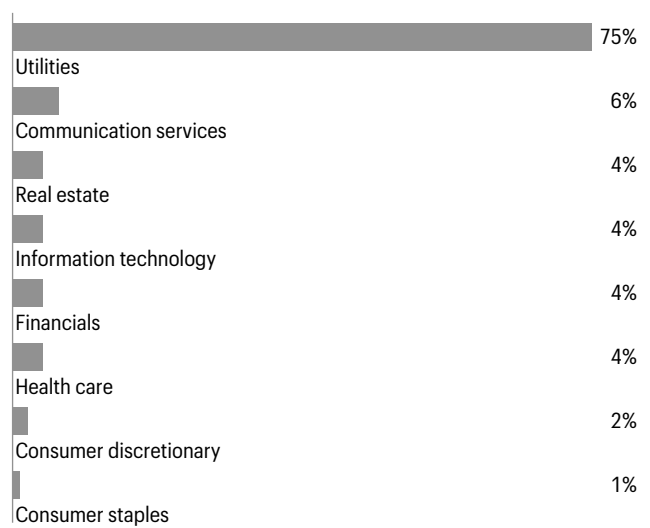 75%
Utilities
6%
Communication services
4%
Real estate
4%
Information technology
4%
Financials
4%
Health care
2%
Consumer discretionary
1%
Consumer staples